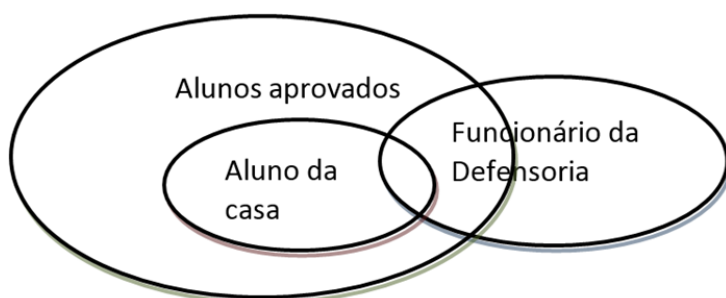 Alunos aprovados
Funcionário da
Defensoria
Aluno da
casa